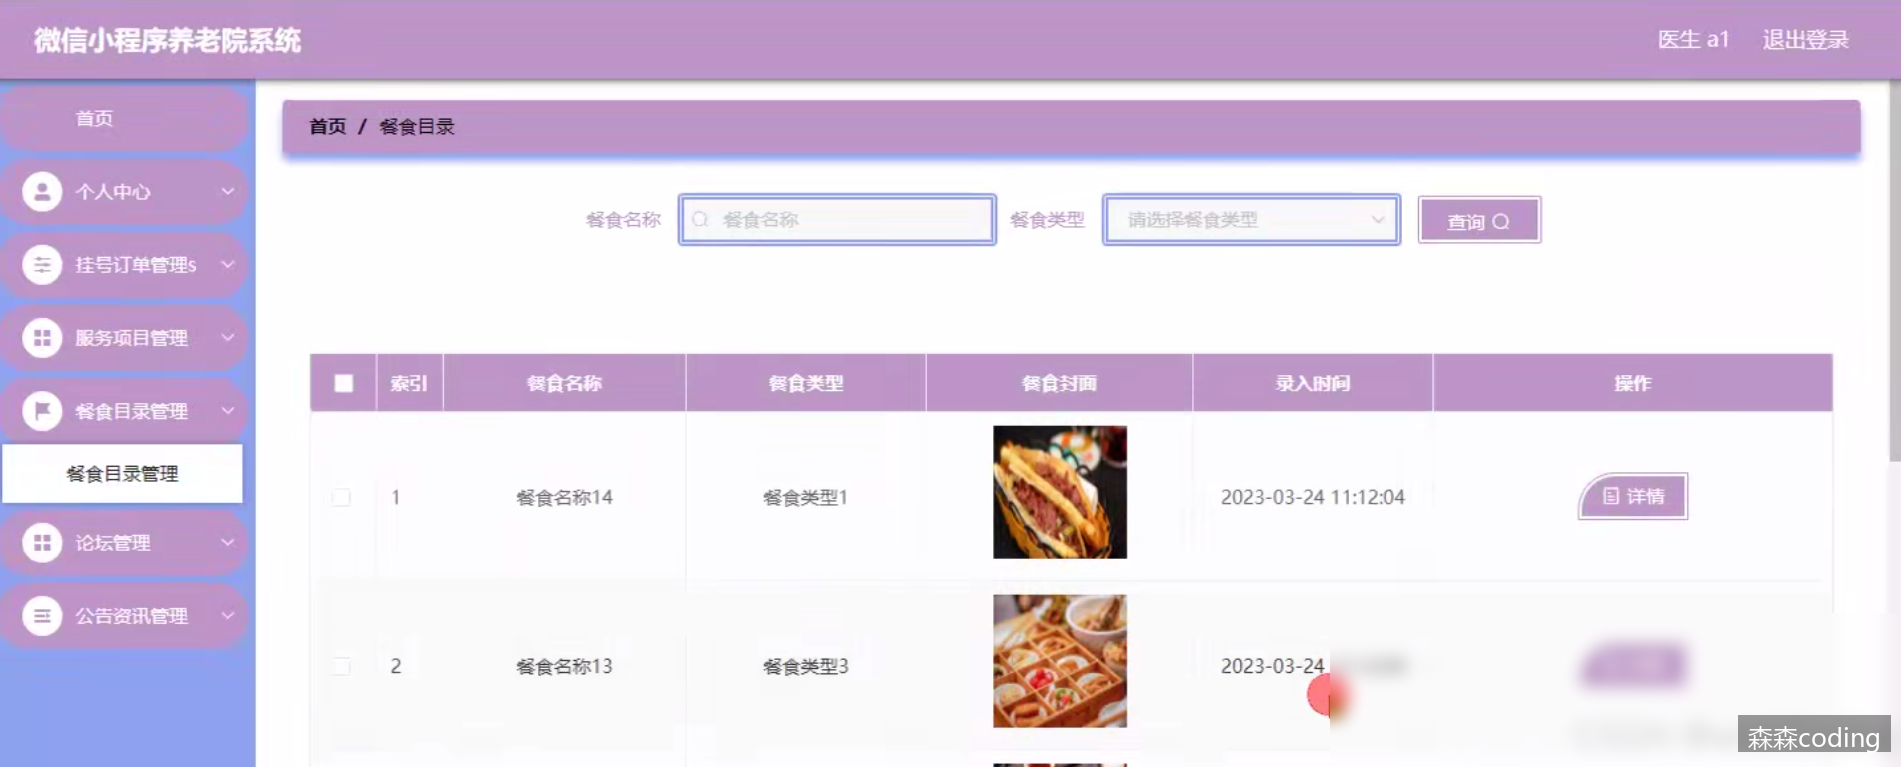 微信小程序养老院系统
医生 a1 退出登录
首页
个人中心
挂号订单管理s
服务项目管理
餐食目录管理
餐食目录管理
论坛管理
公告资讯管理
首页 / 餐食目录
餐食名称 餐食名称 餐食类型 请选择餐食类型 查询
索引 餐食名称 餐食类型 餐食封面 录入时间 操作
1 餐食名称14 餐食类型1 2023-03-24 11:12:04 详情
2 餐食名称13 餐食类型3 2023-03-24
森森coding